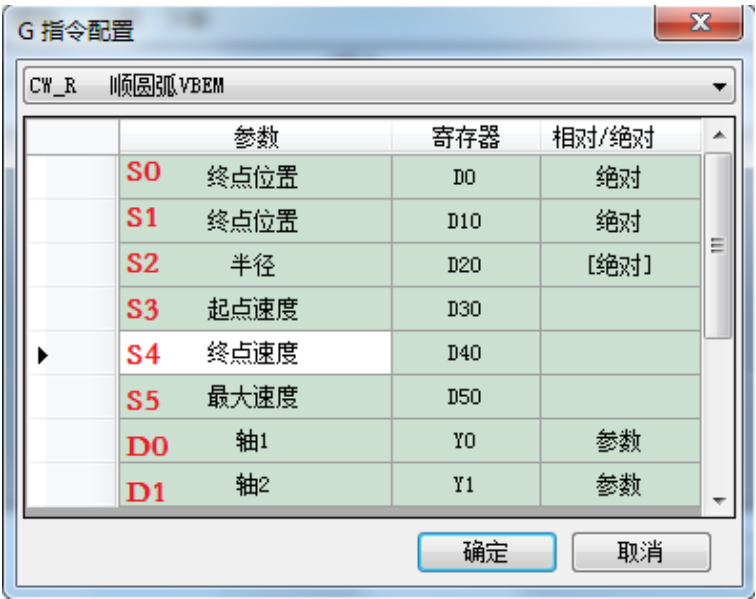 G 指令配置
CW_R 顺圆弧VBEM
参数 寄存器 相对/绝对
S0 终点位置 D0 绝对
S1 终点位置 D10 绝对
S2 半径 D20 [绝对]
S3 起点速度 D30
S4 终点速度 D40
S5 最大速度 D50
D0 轴1 Y0 参数
D1 轴2 Y1 参数
确定 取消